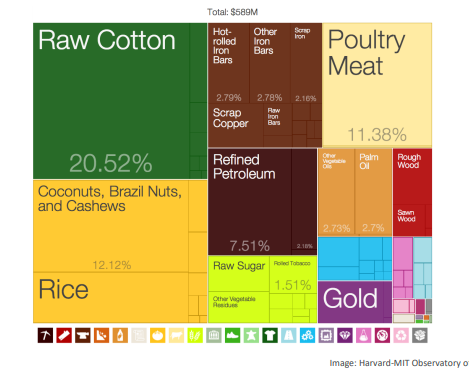 Total: $589M
Raw Cotton
20.52%
Coconuts, Brazil Nuts,
and Cashews
12.12%
Rice
Hot-
rolled
Iron
Bars
2.79%
Other
Iron
Bars
2.78%
Scrap
Iron
2.16%
Scrap
Copper
Raw
Iron
Bars
Poultry
Meat
11.38%
Refined
Petroleum
7.51%
2.18%
Other
Vegetable
Oils
2.73%
Palm
Oil
2.7%
Rough
Wood
Sawn
Wood
Raw Sugar
Rolled Tobacco
1.51%
Other Vegetable
Residues
Gold
Image: Harvard-MIT Observatory o